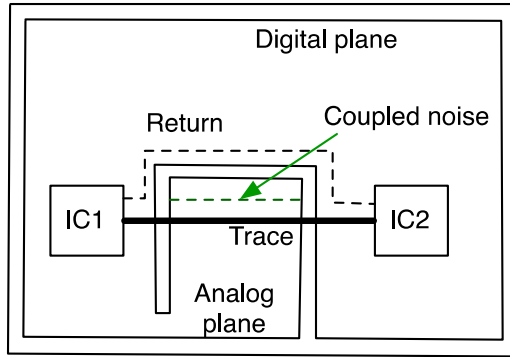 Digital plane
Coupled noise
Return
IC1
IC2
Trace
Analog
plane